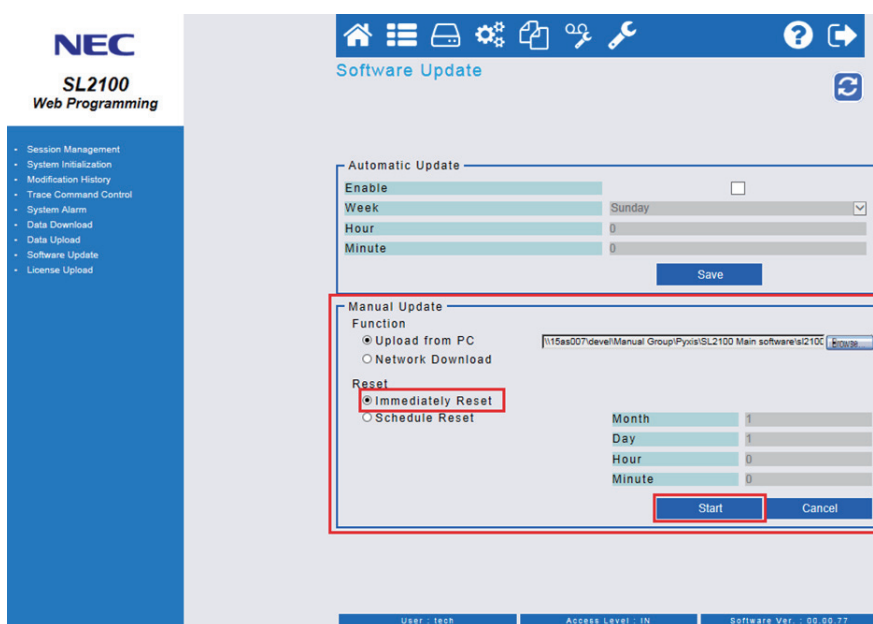 NEC
SL2100
Web Programming
Session Management
System Initialization
Modification History
Trace Command Control
System Alarm
Data Download
Data Upload
Software Update
License Upload
Software Update
Automatic Update
Enable
Week Sunday
Hour 0
Minute 0
Save
Manual Update
Function
Upload from PC \\15as007\devel\Manual Group\Pyxis\SL2100 Main software\sl2100 Browse...
Network Download
Reset
Immediately Reset
Schedule Reset
Month 1
Day 1
Hour 0
Minute 0
Start Cancel
User : tech Access Level : IN Software Ver. : 00.00.77